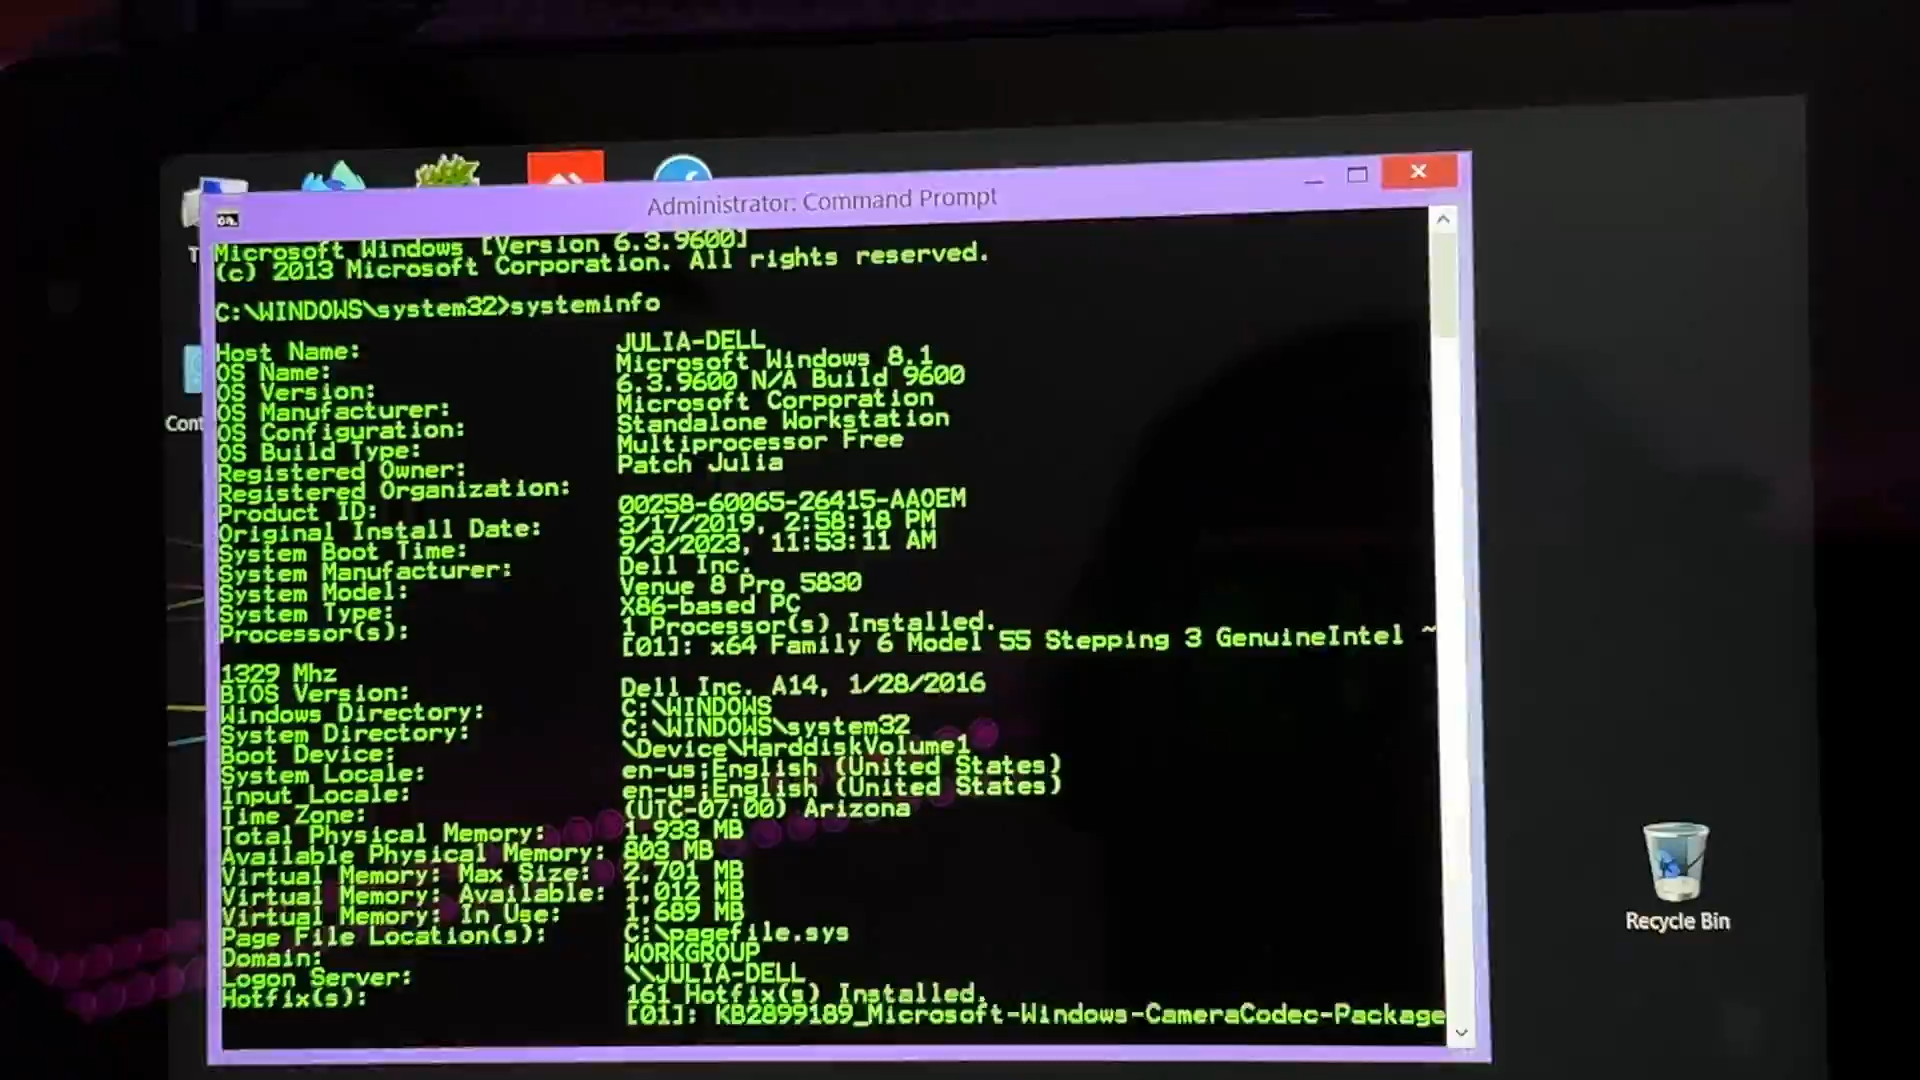 Administrator: Command Prompt
Microsoft Windows [Version 6.3.9600]
(c) 2013 Microsoft Corporation. All rights reserved.
C:\WINDOWS\system32>systeminfo
Host Name: JULIA-DELL
OS Name: Microsoft Windows 8.1
OS Version: 6.3.9600 N/A Build 9600
OS Manufacturer: Microsoft Corporation
OS Configuration: Standalone Workstation
OS Build Type: Multiprocessor Free
Registered Owner: Patch Julia
Registered Organization:
Product ID: 00258-60065-26415-AAOEM
Original Install Date: 3/17/2019, 2:58:18 PM
System Boot Time: 9/3/2023, 11:53:11 AM
System Manufacturer: Dell Inc.
System Model: Venue 8 Pro 5830
System Type: X86-based PC
Processor(s): 1 Processor(s) Installed.
[01]: x64 Family 6 Model 55 Stepping 3 GenuineIntel ~
1329 Mhz
BIOS Version: Dell Inc. A14, 1/28/2016
Windows Directory: C:\WINDOWS
System Directory: C:\WINDOWS\system32
Boot Device: \Device\HarddiskVolume1
System Locale: en-us;English (United States)
Input Locale: en-us;English (United States)
Time Zone: (UTC-07:00) Arizona
Total Physical Memory: 1,933 MB
Available Physical Memory: 803 MB
Virtual Memory: Max Size: 2,701 MB
Virtual Memory: Available: 1,012 MB
Virtual Memory: In Use: 1,689 MB
Page File Location(s): C:\pagefile.sys
Domain: WORKGROUP
Logon Server: \\JULIA-DELL
Hotfix(s): 161 Hotfix(s) Installed.
[01]: KB2899189_Microsoft-Windows-CameraCodec-Package
Cont
Recycle Bin